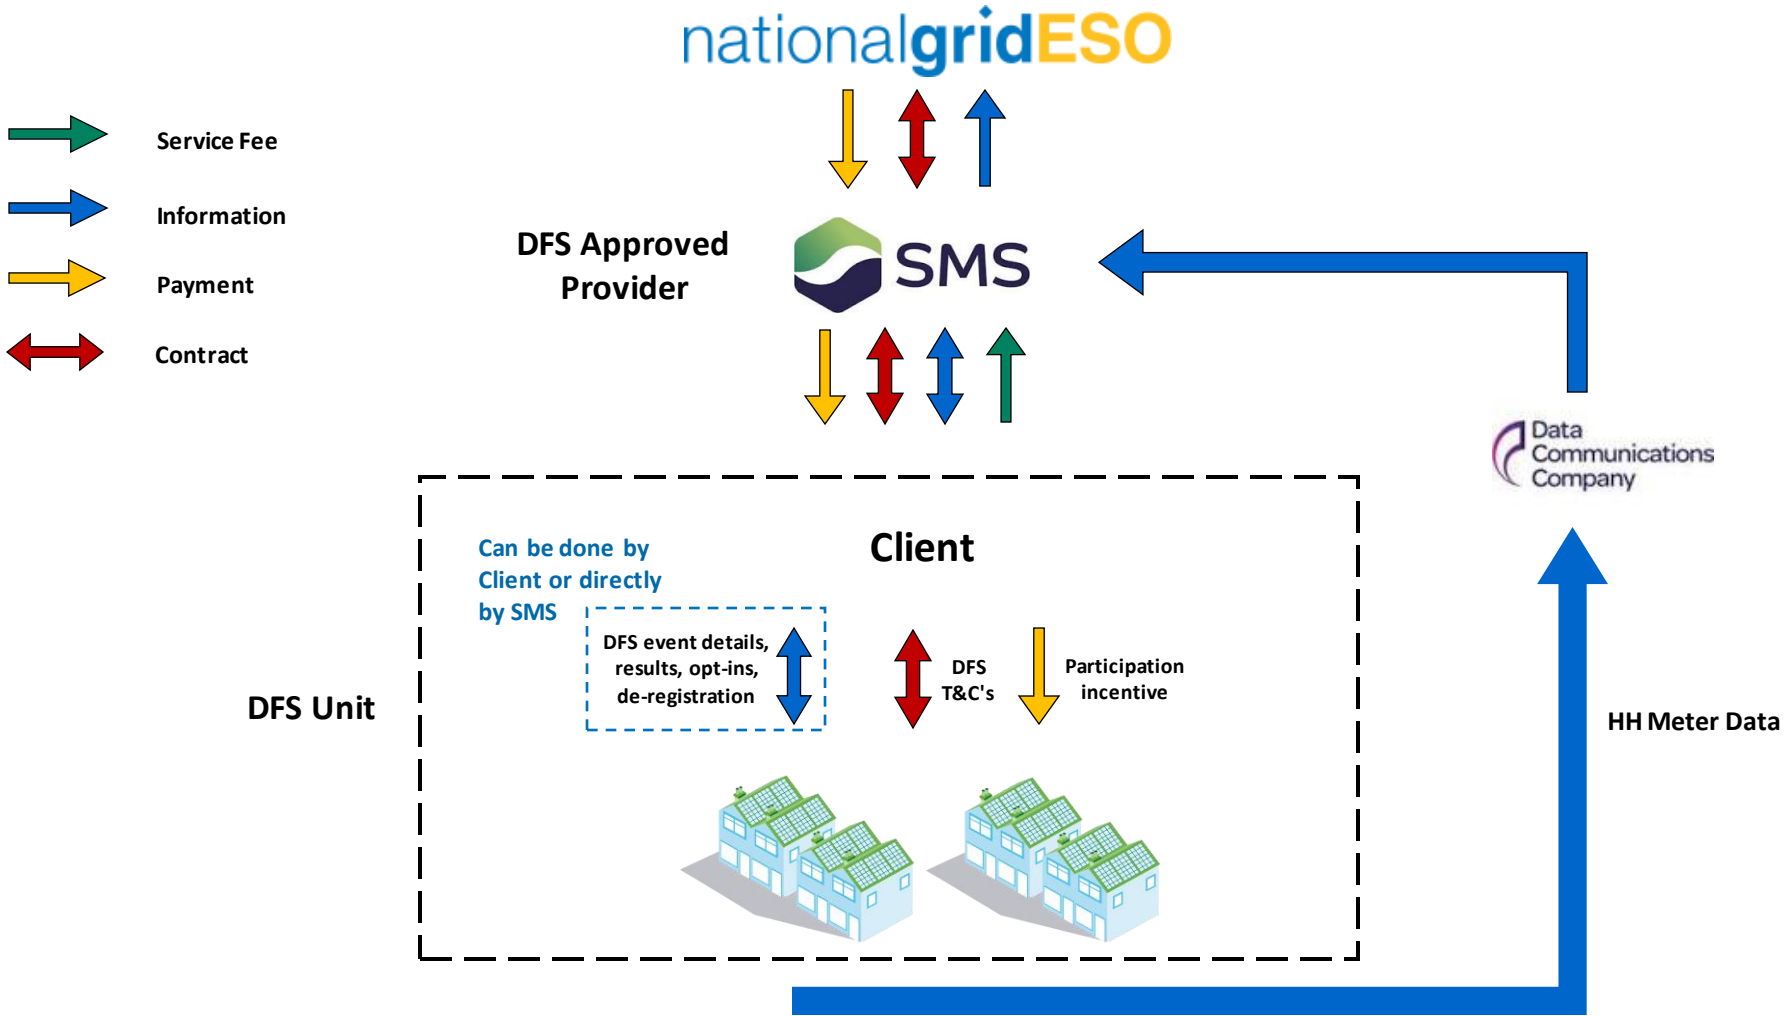 nationalgridESO
Service Fee
Information
Payment
Contract
DFS Approved
Provider
SMS
Data
Communications
Company
Client
Can be done by
Client or directly
by SMS
DFS event details,
results, opt-ins,
de-registration
DFS
T&C's
Participation
incentive
DFS Unit
HH Meter Data